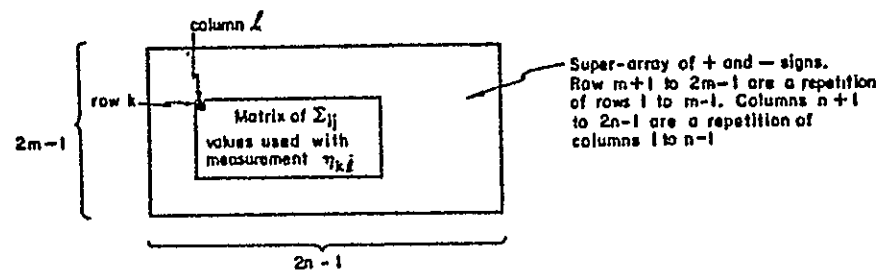 column ℓ
Super-array of + and — signs.
Row m+1 to 2m-1 are a repetition
of rows 1 to m-1. Columns n+1
to 2n-1 are a repetition of
columns 1 to n-1
row k
Matrix of Σij
values used with
measurement ηkℓ
2m-1
2n-1